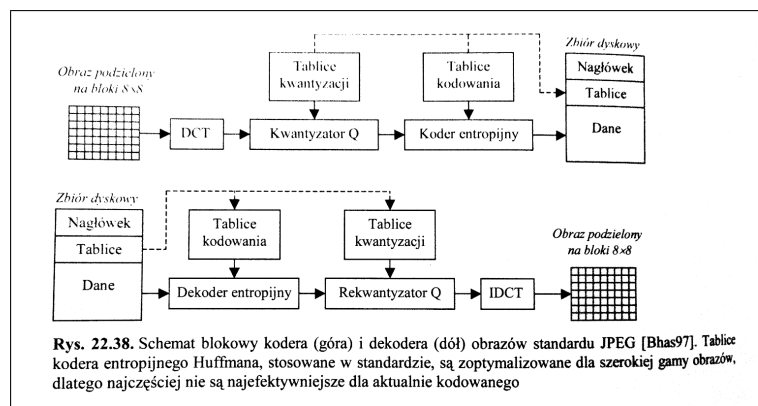 Zbiór dyskowy
Obraz podzielony
na bloki 8×8
Tablice
kwantyzacji
Tablice
kodowania
Nagłówek
Tablice
Dane
DCT
Kwantyzator Q
Koder entropijny
Zbiór dyskowy
Nagłówek
Tablice
Dane
Tablice
kodowania
Tablice
kwantyzacji
Obraz podzielony
na bloki 8×8
Dekoder entropijny
Rekwantyzator Q
IDCT
Rys. 22.38. Schemat blokowy kodera (góra) i dekodera (dół) obrazów standardu JPEG [Bhas97]. Tablice
kodera entropijnego Huffmana, stosowane w standardzie, są zoptymalizowane dla szerokiej gamy obrazów,
dlatego najczęściej nie są najefektywniejsze dla aktualnie kodowanego